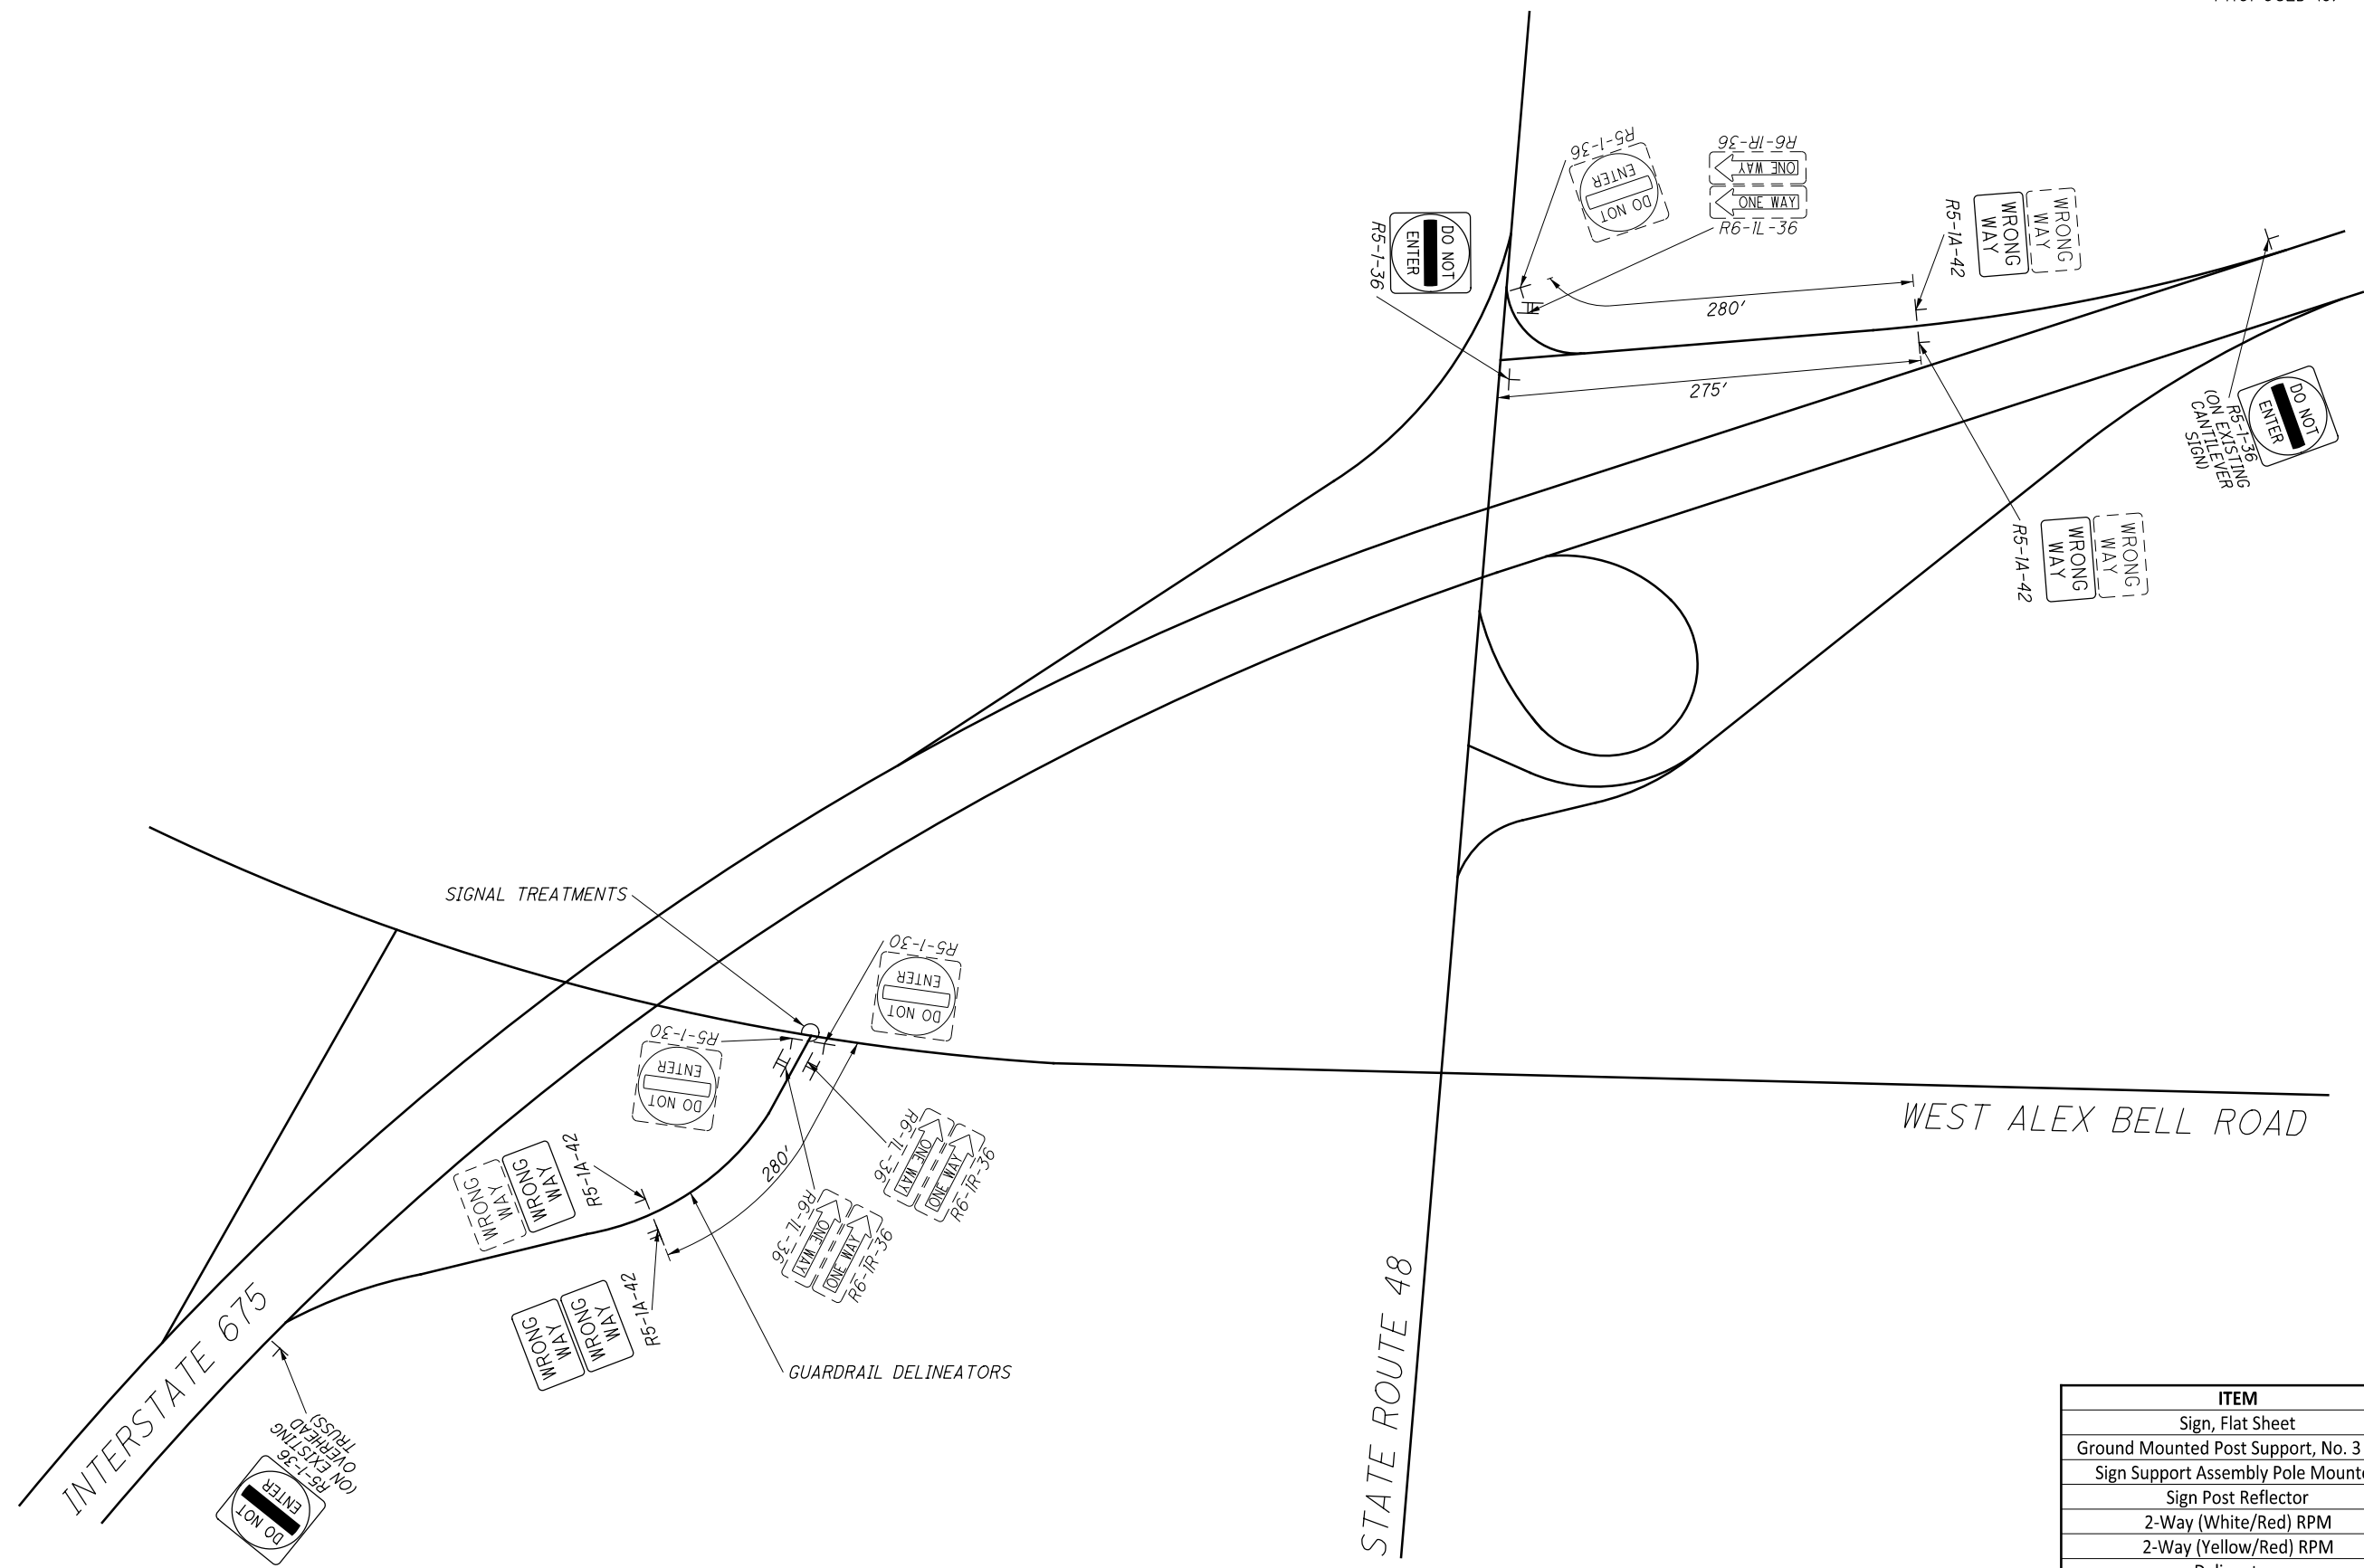 R5-1-36
DO NOT
ENTER
R6-1R-36
ONE WAY
ONE WAY
R6-1L-36
DO NOT
ENTER
R5-1-36
R5-1A-42
WRONG
WAY
WRONG
WAY
280'
275'
DO NOT
ENTER
R5-1-36
(ON EXISTING
CANTILEVER
SIGN)
R5-1A-42
WRONG
WAY
WRONG
WAY
SIGNAL TREATMENTS
R5-1-30
DO NOT
ENTER
R5-1-30
DO NOT
ENTER
WEST ALEX BELL ROAD
R6-1L-36
ONE WAY
ONE WAY
R6-1R-36
280'
R5-1A-42
WRONG
WAY
WRONG
WAY
R6-1L-36
ONE WAY
ONE WAY
R6-1R-36
R5-1A-42
WRONG
WAY
WRONG
WAY
GUARDRAIL DELINEATORS
INTERSTATE 675
STATE ROUTE 48
R5-1-36
(ON EXISTING
OVERHEAD
TRUSS)
DO NOT
ENTER
ITEM
Sign, Flat Sheet
Ground Mounted Post Support, No. 3
Sign Support Assembly Pole Mounte
Sign Post Reflector
2-Way (White/Red) RPM
2-Way (Yellow/Red) RPM